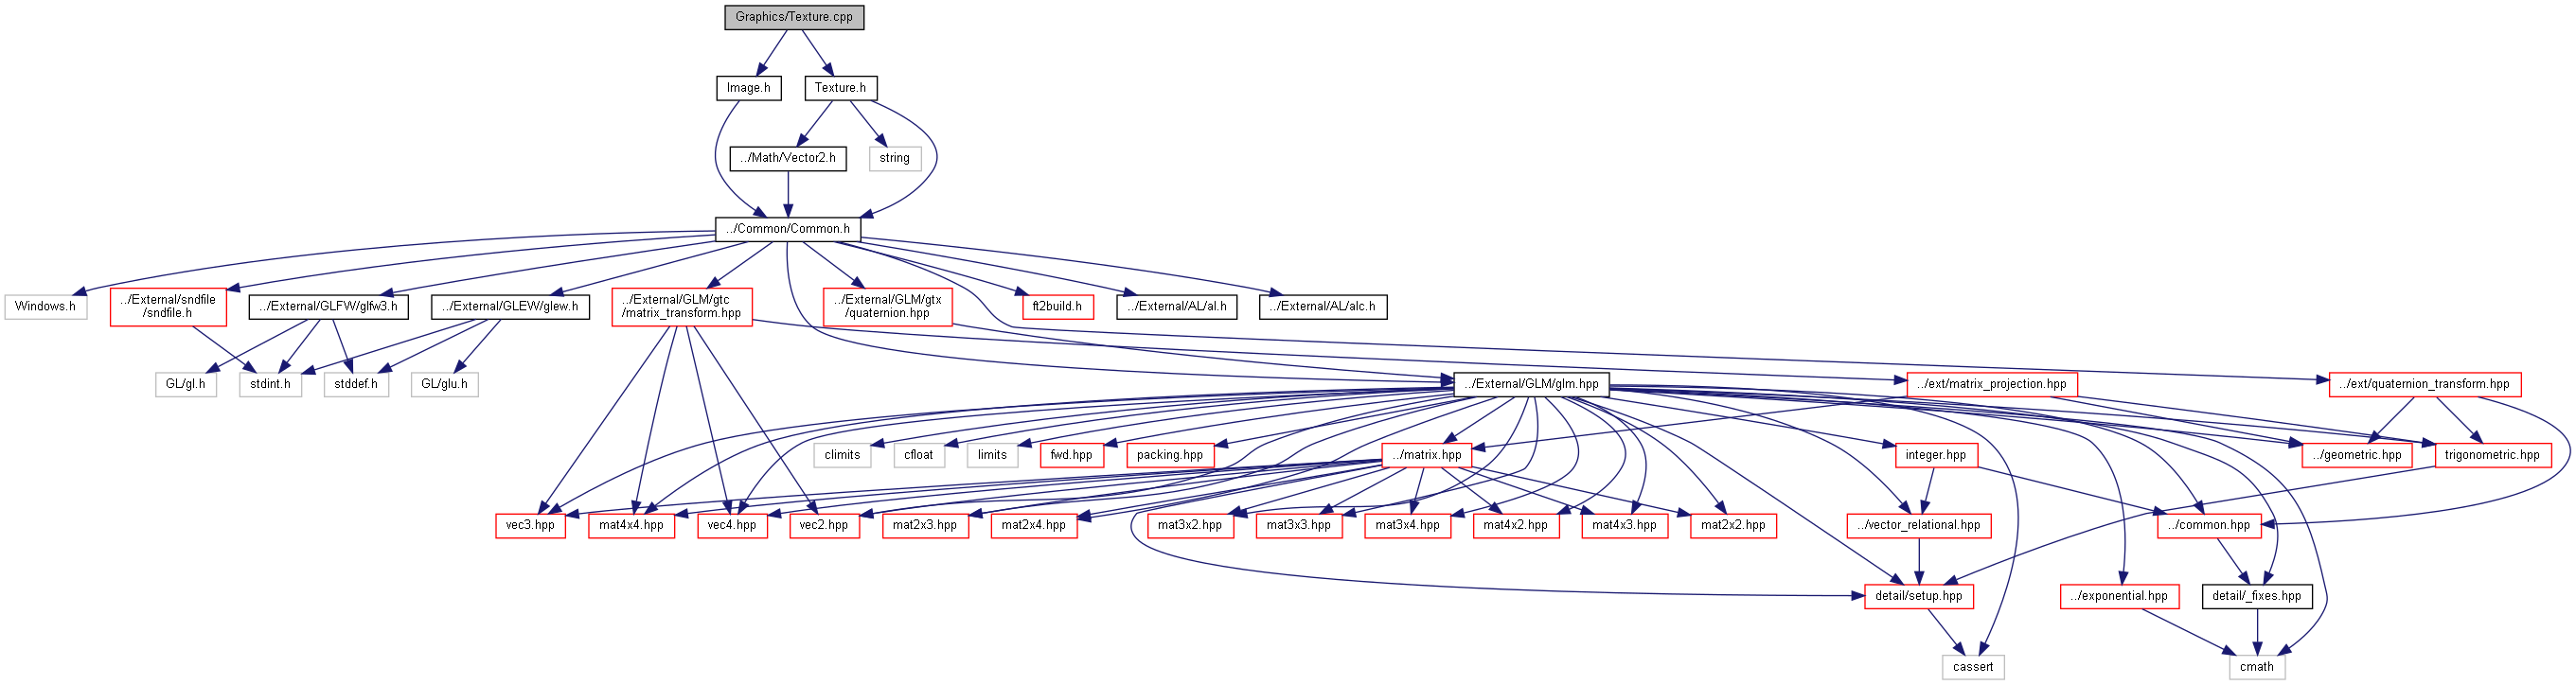 Graphics/Texture.cpp
Image.h
Texture.h
../Math/Vector2.h
string
../Common/Common.h
Windows.h
../External/sndfile
/sndfile.h
../External/GLFW/glfw3.h
../External/GLEW/glew.h
../External/GLM/gtc
/matrix_transform.hpp
../External/GLM/gtx
/quaternion.hpp
ft2build.h
../External/AL/al.h
../External/AL/alc.h
GL/gl.h
stdint.h
stddef.h
GL/glu.h
../External/GLM/glm.hpp
../ext/matrix_projection.hpp
../ext/quaternion_transform.hpp
climits
cfloat
limits
fwd.hpp
packing.hpp
../matrix.hpp
integer.hpp
../geometric.hpp
trigonometric.hpp
vec3.hpp
mat4x4.hpp
vec4.hpp
vec2.hpp
mat2x3.hpp
mat2x4.hpp
mat3x2.hpp
mat3x3.hpp
mat3x4.hpp
mat4x2.hpp
mat4x3.hpp
mat2x2.hpp
../vector_relational.hpp
../common.hpp
detail/setup.hpp
../exponential.hpp
detail/_fixes.hpp
cassert
cmath